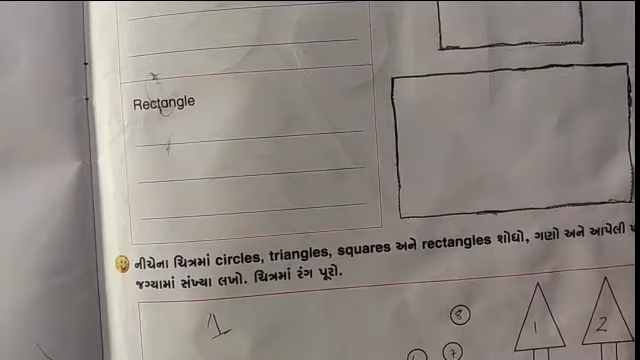 Rectangle
નીચેના ચિત્રમાં circles, triangles, squares અને rectangles શોધો, ગણો અને આપેલી
જગ્યામાં સંખ્યા લખો. ચિત્રમાં રંગ પૂરો.
1
8
7
1
2